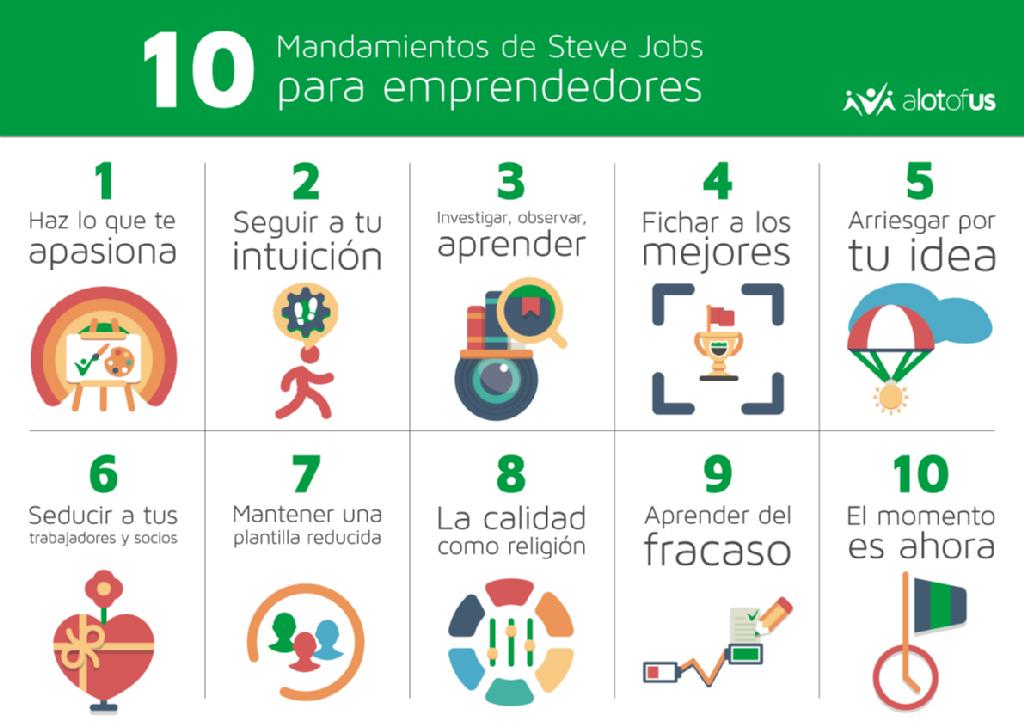 10
Mandamientos de Steve Jobs
para emprendedores
alotofus
1
Haz lo que te
apasiona
2
Seguir a tu
intuición
3
Investigar, observar,
aprender
4
Fichar a los
mejores
5
Arriesgar por
tu idea
6
Seducir a tus
trabajadores y socios
7
Mantener una
plantilla reducida
8
La calidad
como religión
9
Aprender del
fracaso
10
El momento
es ahora